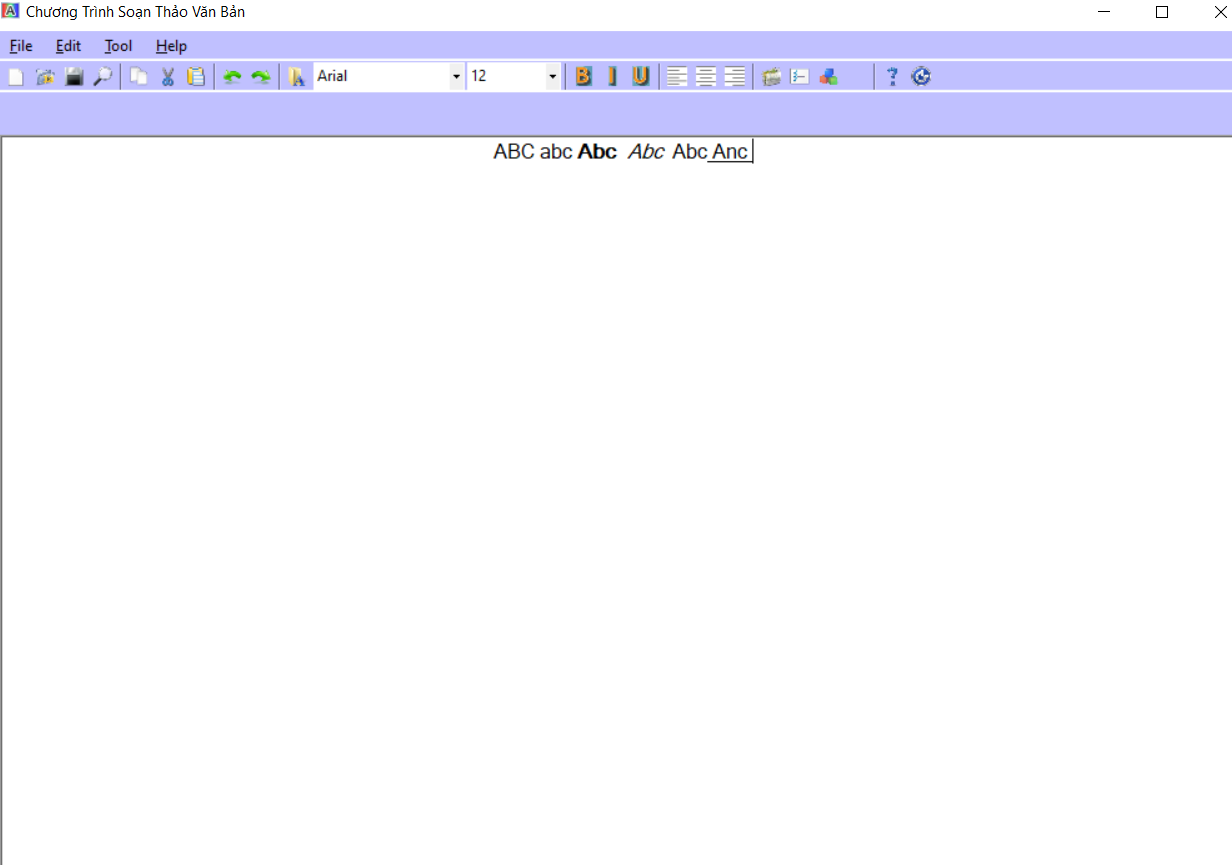 Chương Trình Soạn Thảo Văn Bản
File Edit Tool Help
Arial 12 B I U
ABC abc Abc Abc Abc Anc